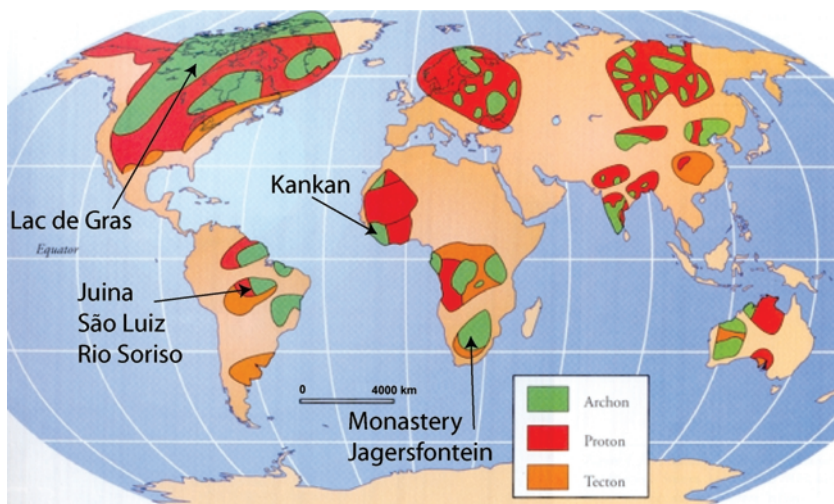 Kankan
Lac de Gras
Equator
Juina
São Luiz
Rio Soriso
0 4000 km
Monastery
Jagersfontein
Archon
Proton
Tecton